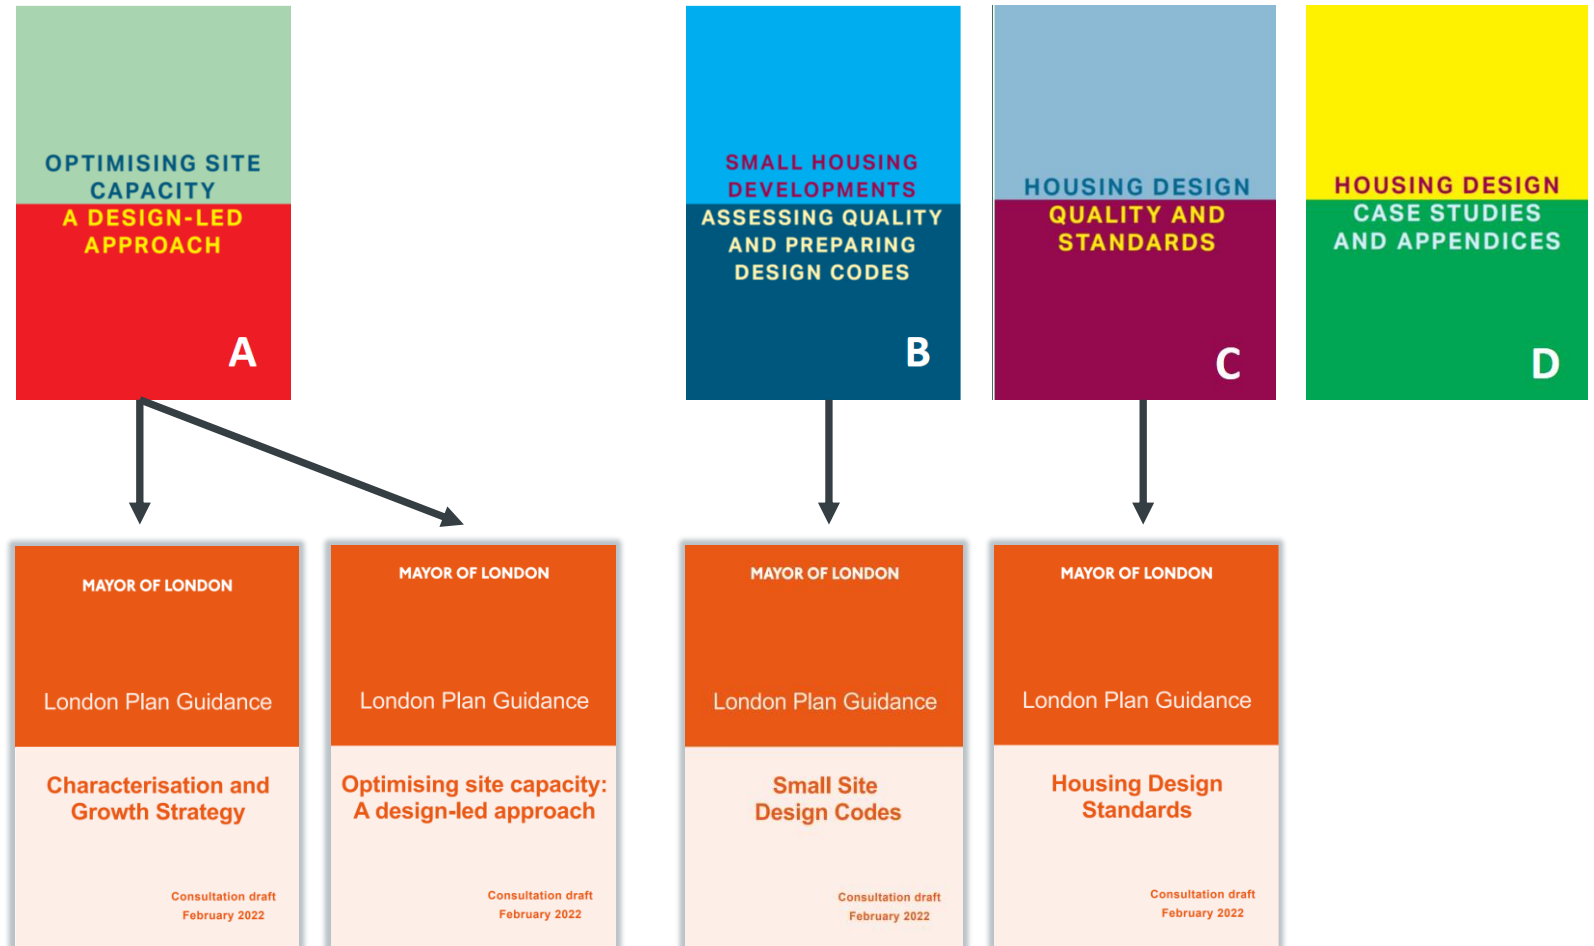 OPTIMISING SITE
CAPACITY
A DESIGN-LED
APPROACH
A
SMALL HOUSING
DEVELOPMENTS
ASSESSING QUALITY
AND PREPARING
DESIGN CODES
B
HOUSING DESIGN
QUALITY AND
STANDARDS
C
HOUSING DESIGN
CASE STUDIES
AND APPENDICES
D
MAYOR OF LONDON
London Plan Guidance
Characterisation and
Growth Strategy
Consultation draft
February 2022
MAYOR OF LONDON
London Plan Guidance
Optimising site capacity:
A design-led approach
Consultation draft
February 2022
MAYOR OF LONDON
London Plan Guidance
Small Site
Design Codes
Consultation draft
February 2022
MAYOR OF LONDON
London Plan Guidance
Housing Design
Standards
Consultation draft
February 2022